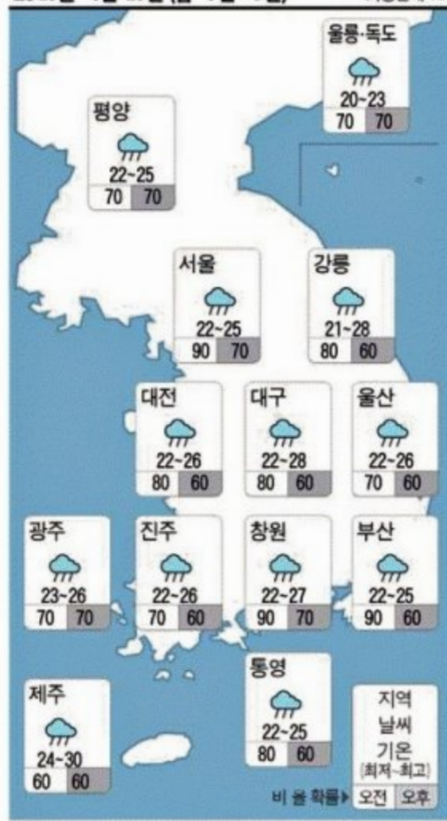 울릉·독도
20~23
70 70
평양
22~25
70 70
서울
22~25
90 70
강릉
21~28
80 60
대전
22~26
80 60
대구
22~28
80 60
울산
22~26
70 60
광주
23~26
70 70
진주
22~26
70 60
창원
22~27
90 70
부산
22~25
90 60
제주
24~30
60 60
통영
22~25
80 60
지역
날씨
기온
(최저~최고)
비 올 확률▶ 오전 오후